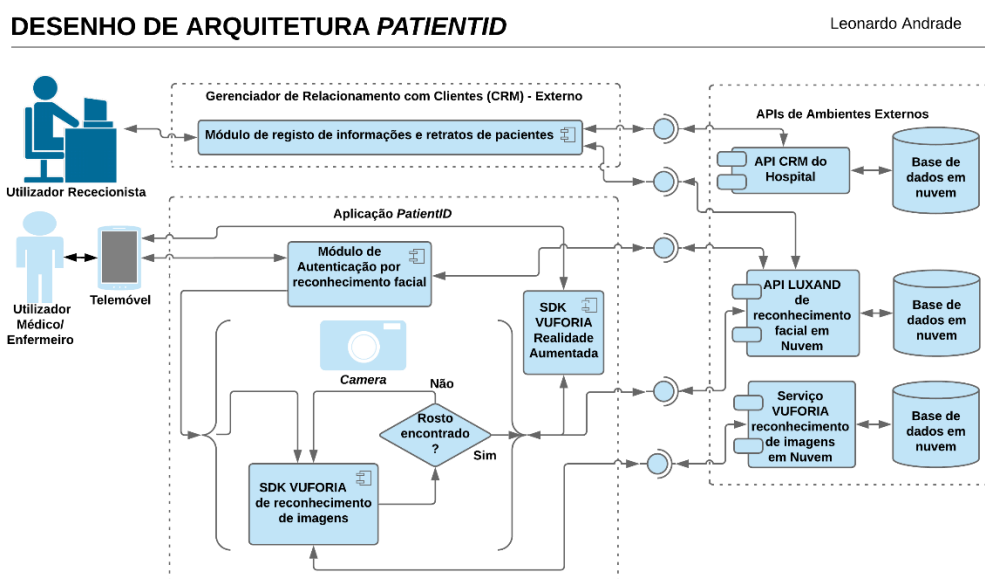 DESENHO DE ARQUITETURA PATIENTID
Leonardo Andrade
Gerenciador de Relacionamento com Clientes (CRM) - Externo
Módulo de registo de informações e retratos de pacientes
Utilizador Rececionista
APIs de Ambientes Externos
API CRM do
Hospital
Base de
dados em
nuvem
Aplicação PatientID
Módulo de
Autenticação por
reconhecimento facial
Telemóvel
Utilizador
Médico/
Enfermeiro
SDK
VUFORIA
Realidade
Aumentada
API LUXAND
de
reconhecimento
facial em
Nuvem
Base de
dados em
nuvem
Camera
Não
Rosto
encontrado
?
Sim
SDK VUFORIA
de reconhecimento
de imagens
Serviço
VUFORIA
reconhecimento
de imagens
em Nuvem
Base de
dados em
nuvem